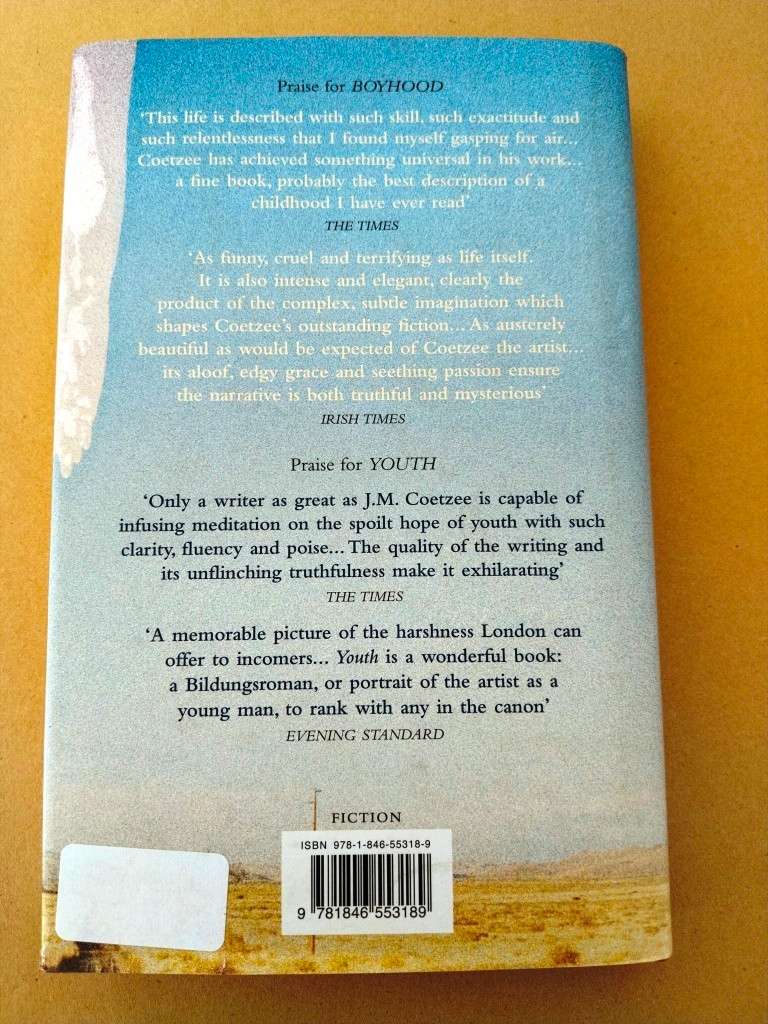 Praise for BOYHOOD
‘This life is described with such skill, such exactitude and
such relentlessness that I found myself gasping for air...
Coetzee has achieved something universal in his work...
a fine book, probably the best description of a
childhood I have ever read’
THE TIMES
‘As funny, cruel and terrifying as life itself.
It is also intense and elegant, clearly the
product of the complex, subtle imagination which
shapes Coetzee’s outstanding fiction... As austerely
beautiful as would be expected of Coetzee the artist...
its aloof, edgy grace and seething passion ensure
the narrative is both truthful and mysterious’
IRISH TIMES
Praise for YOUTH
‘Only a writer as great as J.M. Coetzee is capable of
infusing meditation on the spoilt hope of youth with such
clarity, fluency and poise... The quality of the writing and
its unflinching truthfulness make it exhilarating’
THE TIMES
‘A memorable picture of the harshness London can
offer to incomers... Youth is a wonderful book:
a Bildungsroman, or portrait of the artist as a
young man, to rank with any in the canon’
EVENING STANDARD
FICTION
ISBN 978-1-846-55318-9
9 781846 553189